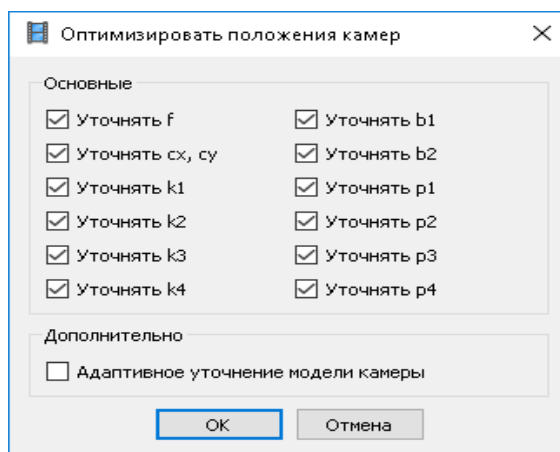 Оптимизировать положения камер
Основные
Уточнять f
Уточнять b1
Уточнять cx, cy
Уточнять b2
Уточнять k1
Уточнять p1
Уточнять k2
Уточнять p2
Уточнять k3
Уточнять p3
Уточнять k4
Уточнять p4
Дополнительно
Адаптивное уточнение модели камеры
OK
Отмена